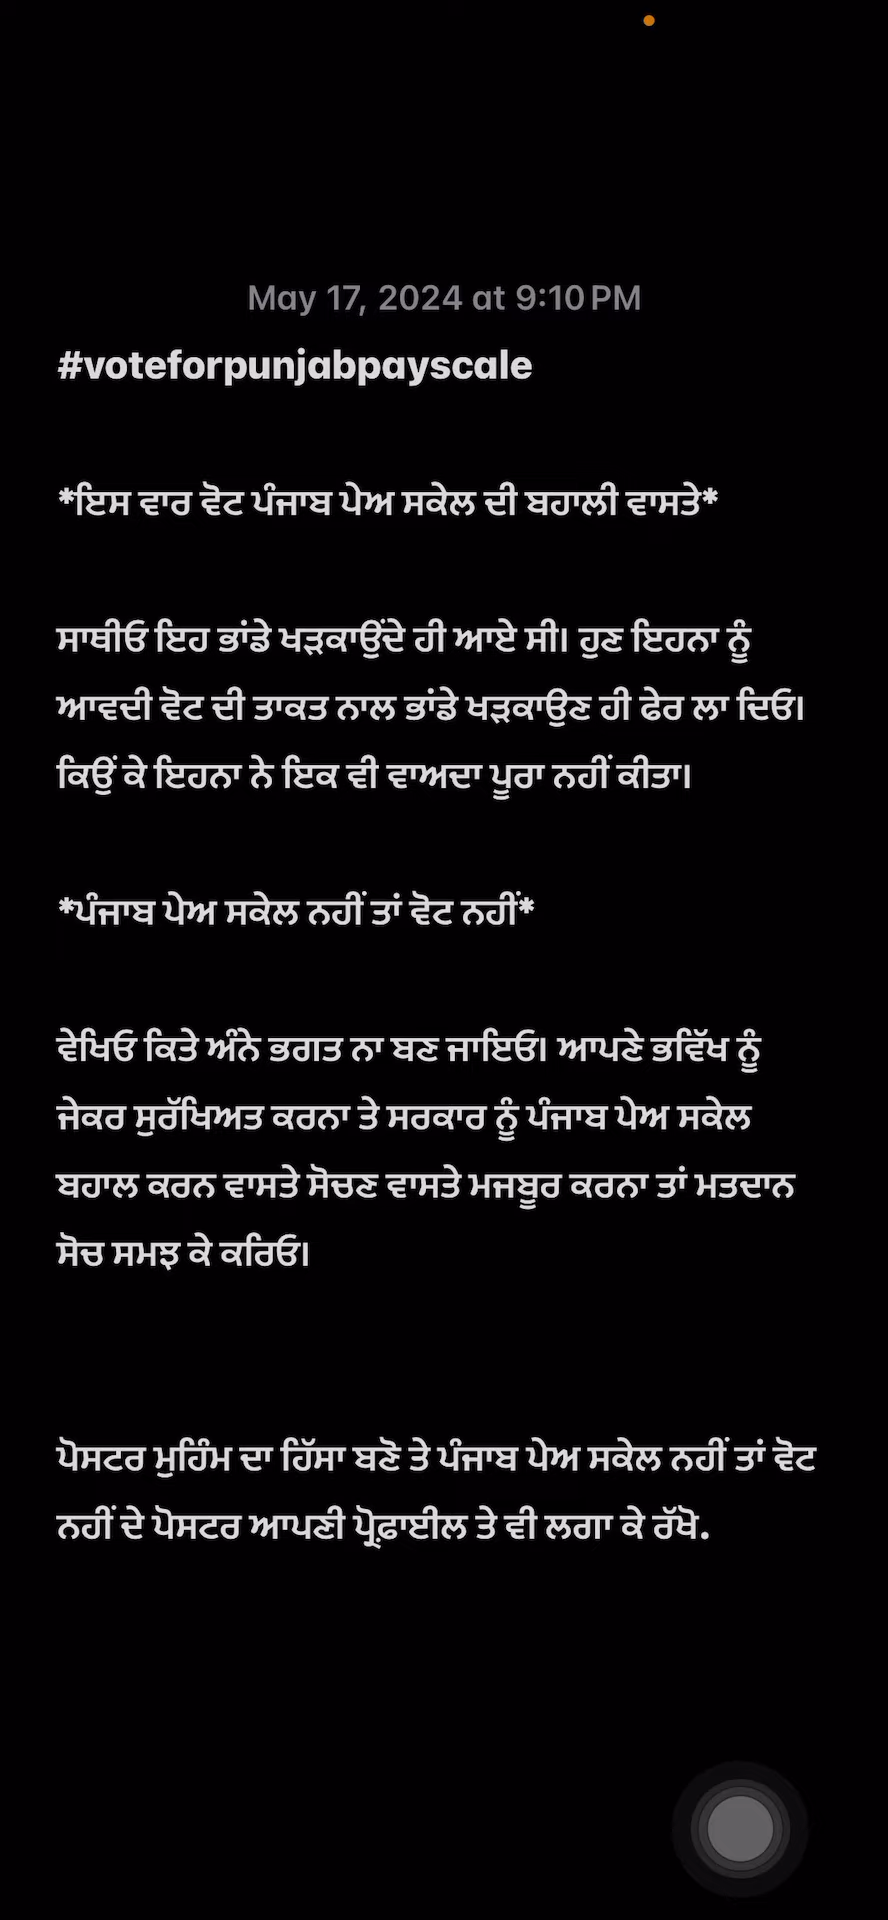 May 17, 2024 at 9:10 PM
#voteforpunjabpayscale
*ਇਸ ਵਾਰ ਵੋਟ ਪੰਜਾਬ ਪੇਅ ਸਕੇਲ ਦੀ ਬਹਾਲੀ ਵਾਸਤੇ*
ਸਾਥੀਓ ਇਹ ਭਾਂਡੇ ਖੜਕਾਉਂਦੇ ਹੀ ਆਏ ਸੀ। ਹੁਣ ਇਹਨਾ ਨੂੰ
ਆਵਦੀ ਵੋਟ ਦੀ ਤਾਕਤ ਨਾਲ ਭਾਂਡੇ ਖੜਕਾਉਣ ਹੀ ਫੇਰ ਲਾ ਦਿਓ।
ਕਿਉਂ ਕੇ ਇਹਨਾ ਨੇ ਇਕ ਵੀ ਵਾਅਦਾ ਪੂਰਾ ਨਹੀਂ ਕੀਤਾ।
*ਪੰਜਾਬ ਪੇਅ ਸਕੇਲ ਨਹੀਂ ਤਾਂ ਵੋਟ ਨਹੀਂ*
ਵੇਖਿਓ ਕਿਤੇ ਅੰਨੇ ਭਗਤ ਨਾ ਬਣ ਜਾਇਓ। ਆਪਣੇ ਭਵਿੱਖ ਨੂੰ
ਜੇਕਰ ਸੁਰੱਖਿਅਤ ਕਰਨਾ ਤੇ ਸਰਕਾਰ ਨੂੰ ਪੰਜਾਬ ਪੇਅ ਸਕੇਲ
ਬਹਾਲ ਕਰਨ ਵਾਸਤੇ ਸੋਚਣ ਵਾਸਤੇ ਮਜਬੂਰ ਕਰਨਾ ਤਾਂ ਮਤਦਾਨ
ਸੋਚ ਸਮਝ ਕੇ ਕਰਿਓ।
ਪੋਸਟਰ ਮੁਹਿੰਮ ਦਾ ਹਿੱਸਾ ਬਣੋ ਤੇ ਪੰਜਾਬ ਪੇਅ ਸਕੇਲ ਨਹੀਂ ਤਾਂ ਵੋਟ
ਨਹੀਂ ਦੇ ਪੋਸਟਰ ਆਪਣੀ ਪ੍ਰੋਫ਼ਾਈਲ ਤੇ ਵੀ ਲਗਾ ਕੇ ਰੱਖੋ.